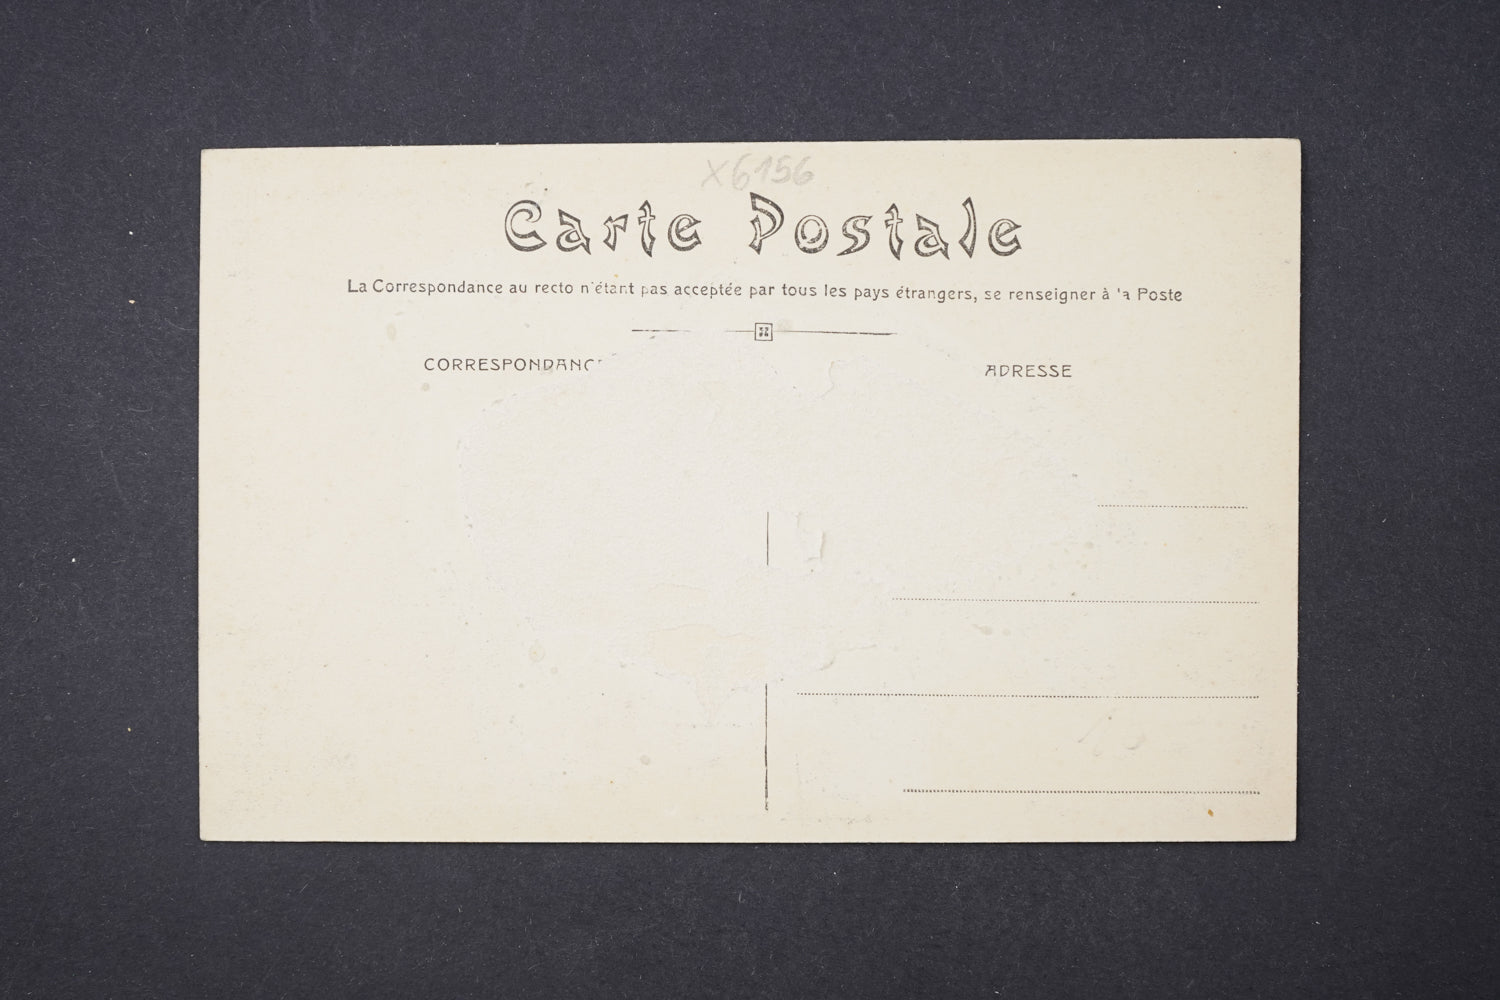 X6156
Carte Postale
La Correspondance au recto n'étant pas acceptée par tous les pays étrangers, se renseigner à la Poste
CORRESPONDANCE
ADRESSE